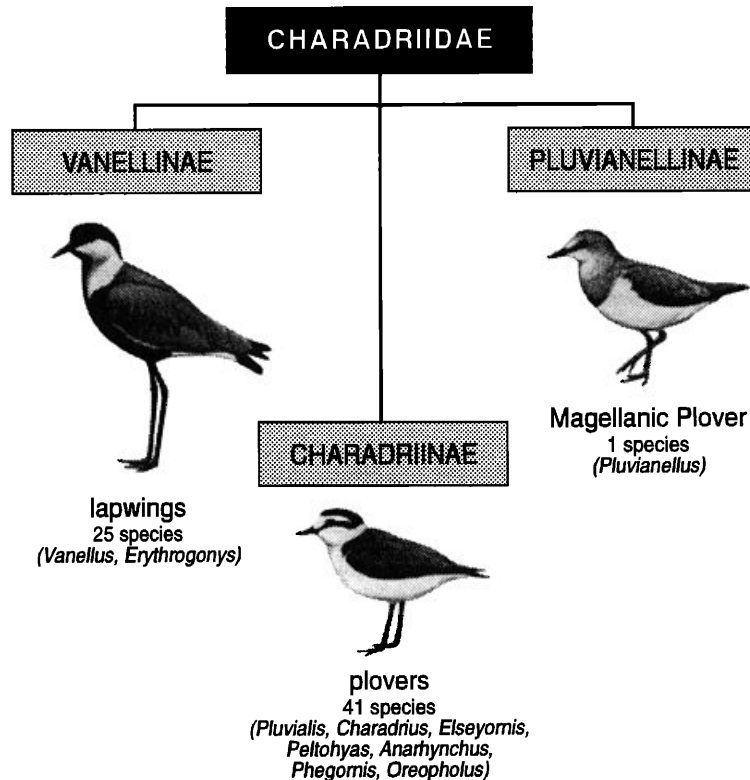 CHARADRIIDAE
VANELLINAE
PLUVIANELLINAE
Magellanic Plover
1 species
(Pluvianellus)
CHARADRIINAE
lapwings
25 species
(Vanellus, Erythrogonys)
plovers
41 species
(Pluvialis, Charadrius, Elseyornis,
Peltohyas, Anarhynchus,
Phegornis, Oreopholus)